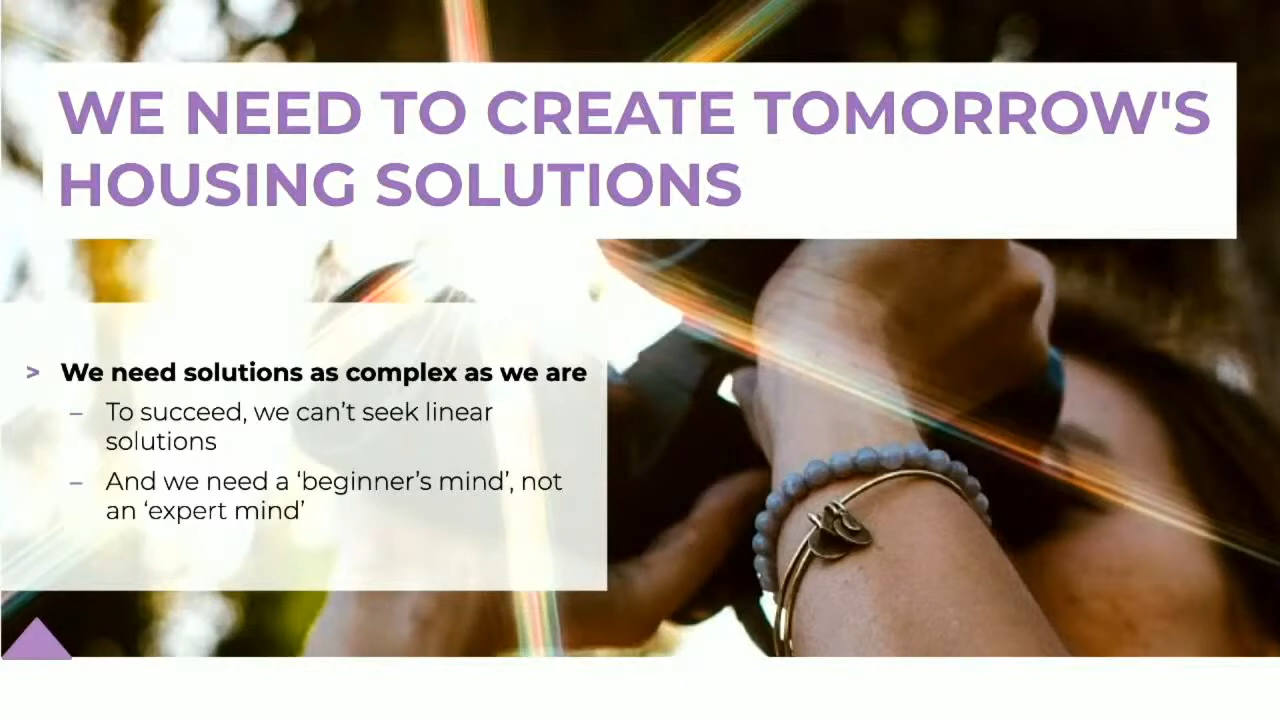 WE NEED TO CREATE TOMORROW'S
HOUSING SOLUTIONS
> We need solutions as complex as we are
– To succeed, we can’t seek linear
solutions
– And we need a ‘beginner’s mind’, not
an ‘expert mind’